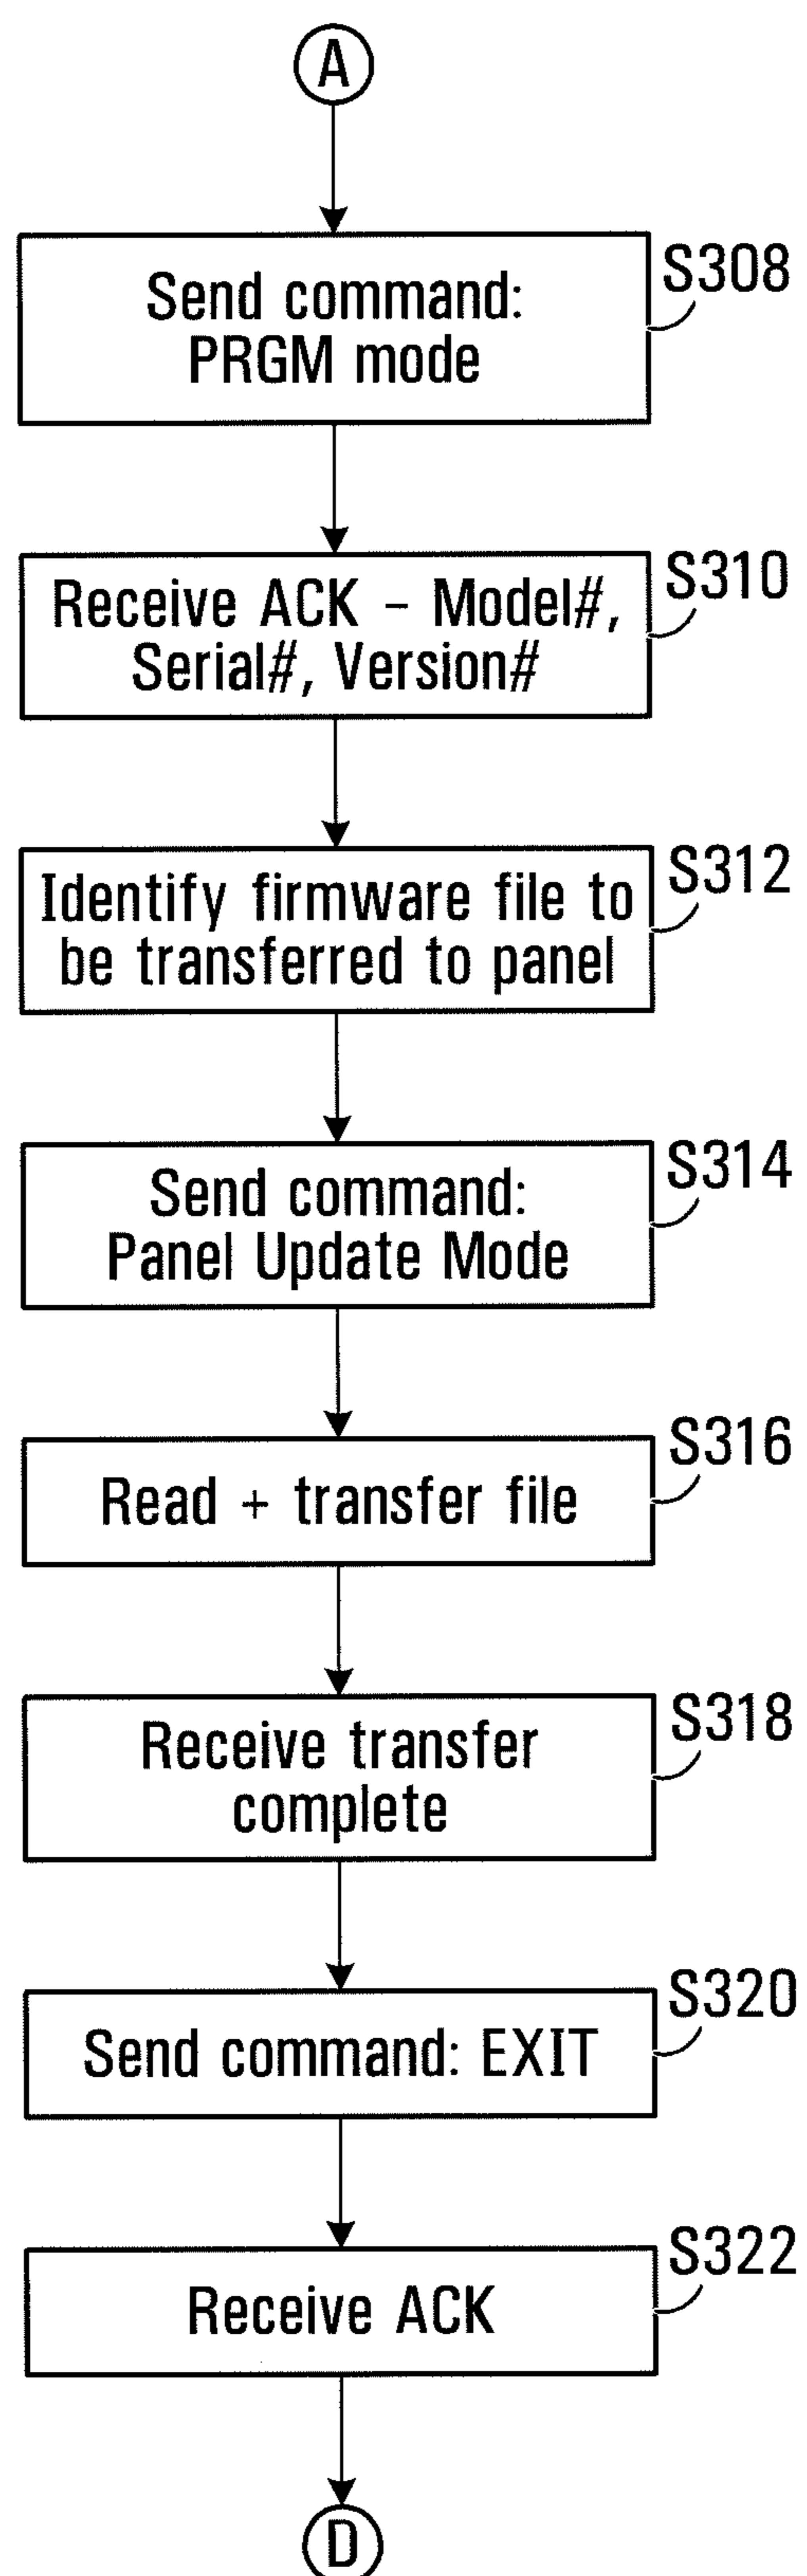 A
S308
Send command:
PRGM mode
S310
Receive ACK – Model#,
Serial#, Version#
S312
Identify firmware file to
be transferred to panel
S314
Send command:
Panel Update Mode
S316
Read + transfer file
S318
Receive transfer
complete
S320
Send command: EXIT
S322
Receive ACK
D